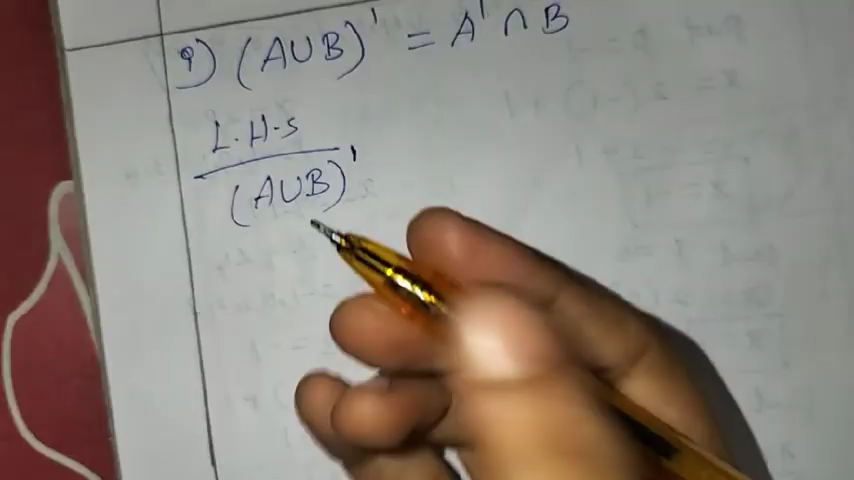 9) (A∪B)' = A' ∩ B
L.H.S
(A∪B)'